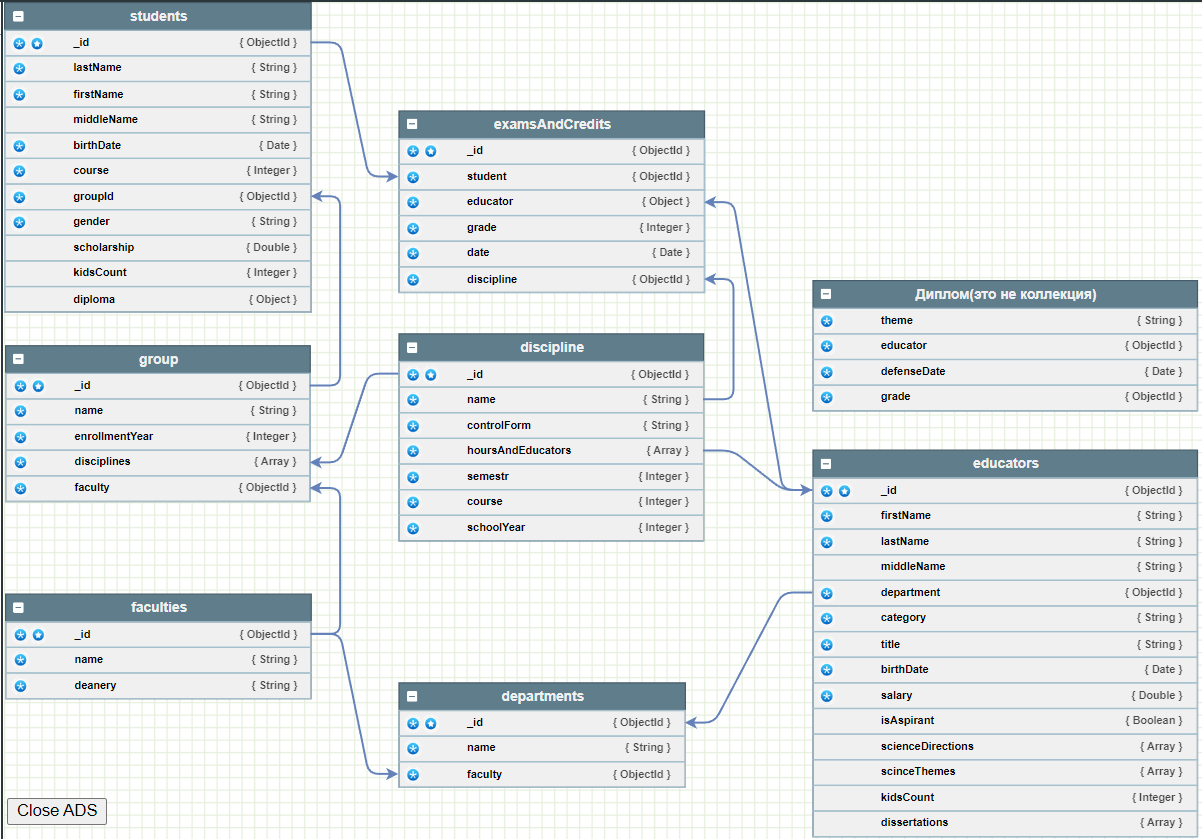 students
_id { ObjectId }
lastName { String }
firstName { String }
middleName { String }
birthDate { Date }
course { Integer }
groupId { ObjectId }
gender { String }
scholarship { Double }
kidsCount { Integer }
diploma { Object }
group
_id { ObjectId }
name { String }
enrollmentYear { Integer }
disciplines { Array }
faculty { ObjectId }
faculties
_id { ObjectId }
name { String }
deanery { String }
examsAndCredits
_id { ObjectId }
student { ObjectId }
educator { Object }
grade { Integer }
date { Date }
discipline { ObjectId }
discipline
_id { ObjectId }
name { String }
controlForm { String }
hoursAndEducators { Array }
semestr { Integer }
course { Integer }
schoolYear { Integer }
departments
_id { ObjectId }
name { String }
faculty { ObjectId }
Диплом(это не коллекция)
theme { String }
educator { ObjectId }
defenseDate { Date }
grade { ObjectId }
educators
_id { ObjectId }
firstName { String }
lastName { String }
middleName { String }
department { ObjectId }
category { String }
title { String }
birthDate { Date }
salary { Double }
isAspirant { Boolean }
scienceDirections { Array }
scinceThemes { Array }
kidsCount { Integer }
dissertations { Array }
Close ADS